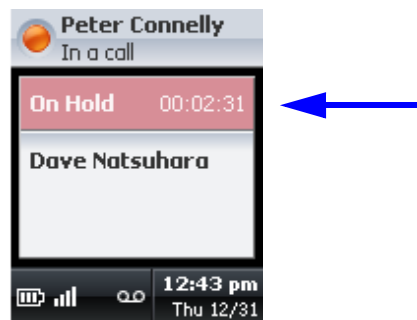 Peter Connelly
In a call
On Hold 00:02:31
Dave Natsuhara
12:43 pm
Thu 12/31